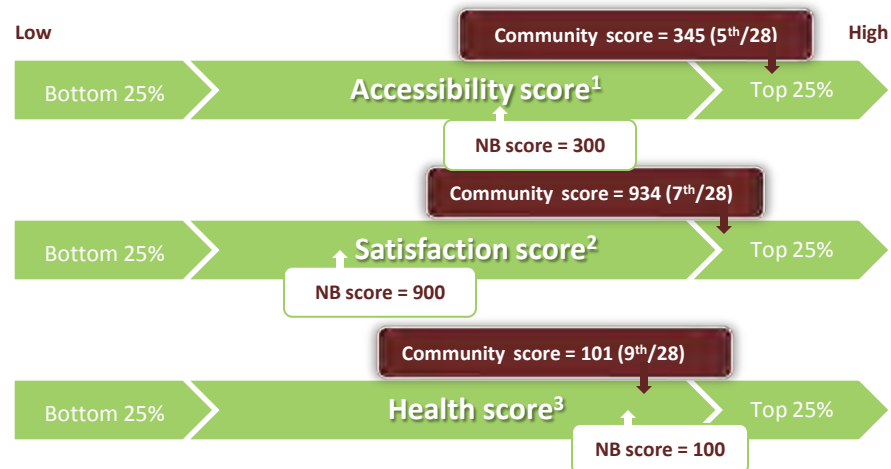 Low
High
Community score = 345 (5th/28)
Bottom 25%
Accessibility score1
Top 25%
NB score = 300
Community score = 934 (7th/28)
Bottom 25%
Satisfaction score2
Top 25%
NB score = 900
Community score = 101 (9th/28)
Bottom 25%
Health score3
Top 25%
NB score = 100